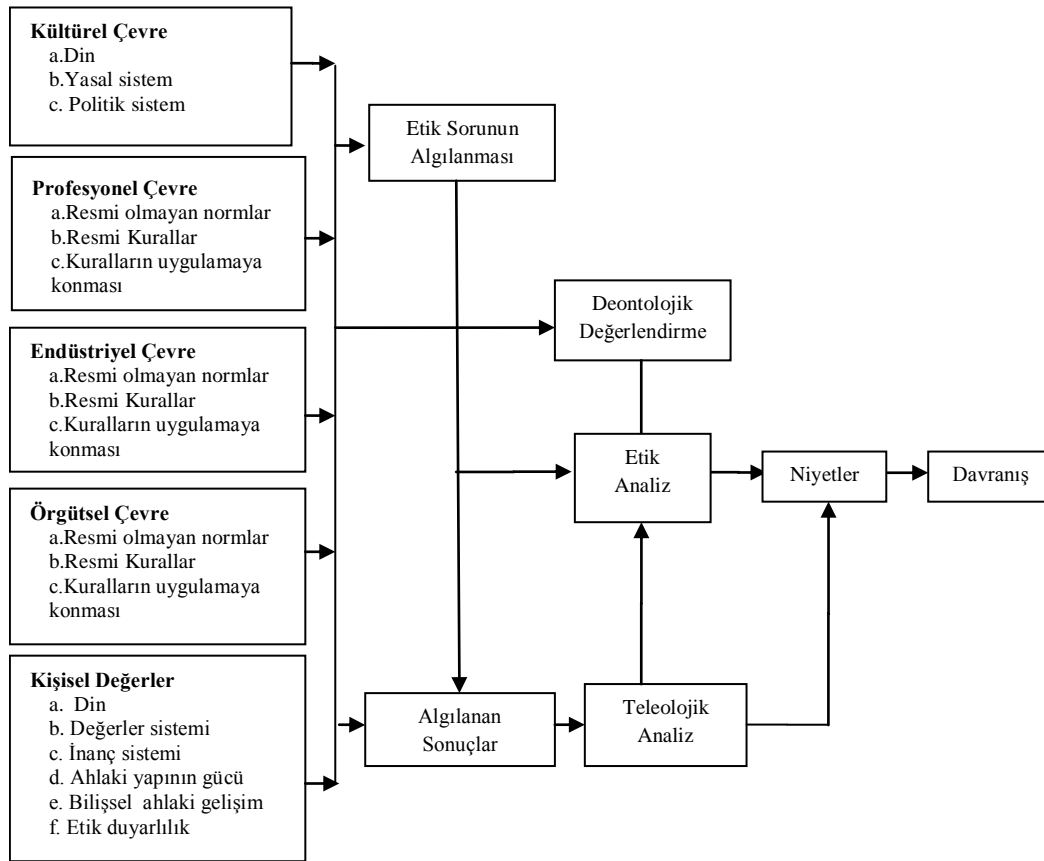 Kültürel Çevre
a.Din
b.Yasal sistem
c. Politik sistem
Profesyonel Çevre
a.Resmi olmayan normlar
b.Resmi Kurallar
c.Kuralların uygulamaya
konması
Endüstriyel Çevre
a.Resmi olmayan normlar
b.Resmi Kurallar
c.Kuralların uygulamaya
konması
Örgütsel Çevre
a.Resmi olmayan normlar
b.Resmi Kurallar
c.Kuralların uygulamaya
konması
Kişisel Değerler
a. Din
b. Değerler sistemi
c. İnanç sistemi
d. Ahlaki yapının gücü
e. Bilişsel ahlaki gelişim
f. Etik duyarlılık
Etik Sorunun
Algılanması
Deontolojik
Değerlendirme
Etik
Analiz
Niyetler
Davranış
Algılanan
Sonuçlar
Teleolojik
Analiz